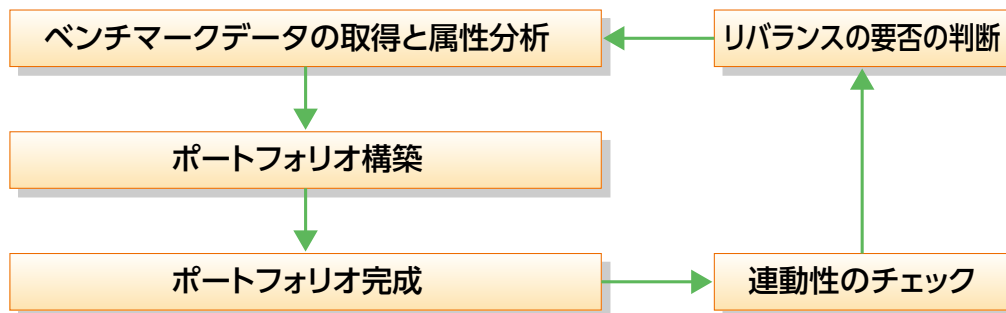 ベンチマークデータの取得と属性分析
リバランスの要否の判断
ポートフォリオ構築
ポートフォリオ完成
連動性のチェック